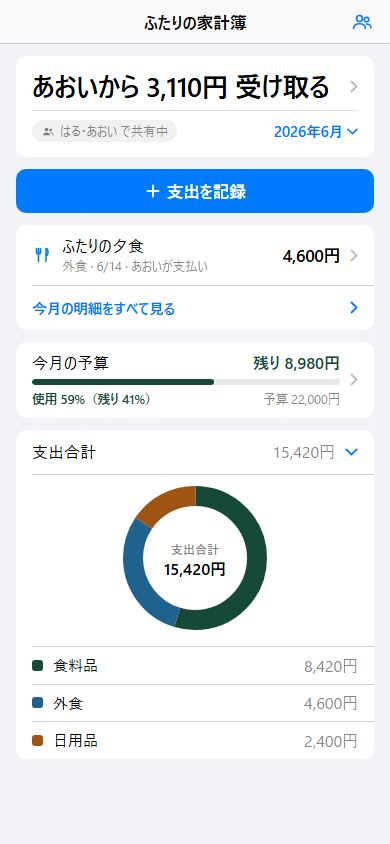 ふたりの家計簿
あおいから 3,110円 受け取る
はる・あおい で共有中
2026年6月
支出を記録
ふたりの夕食
4,600円
外食 · 6/14 · あおいが支払い
今月の明細をすべて見る
今月の予算
残り 8,980円
使用 59%（残り 41%）
予算 22,000円
支出合計
15,420円
支出合計
15,420円
食料品
8,420円
外食
4,600円
日用品
2,400円